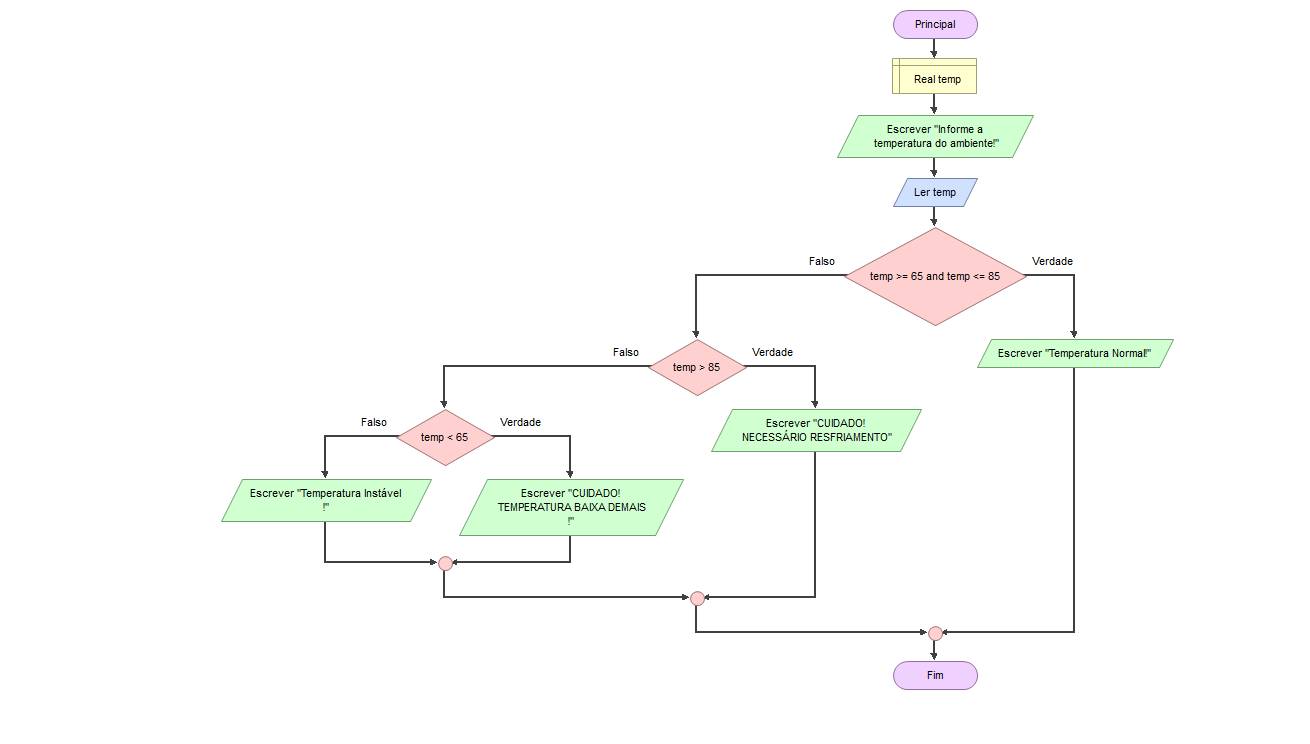 Principal
Real temp
Escrever "Informe a
temperatura do ambiente!"
Ler temp
Falso
Verdade
temp >= 65 and temp <= 85
Falso
Verdade
Escrever "Temperatura Normal!"
temp > 85
Falso
Verdade
Escrever "CUIDADO!
NECESSÁRIO RESFRIAMENTO"
temp < 65
Escrever "Temperatura Instável
!"
Escrever "CUIDADO!
TEMPERATURA BAIXA DEMAIS
!"
Fim